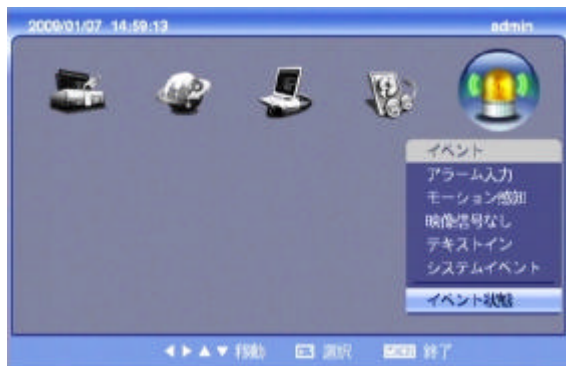 2009/01/07 14:59:13 admin
イベント
アラーム入力
モーション感知
映像信号なし
テキストイン
システムイベント
イベント状態
◀ ▶ ▲ ▼ 移動 選択 終了